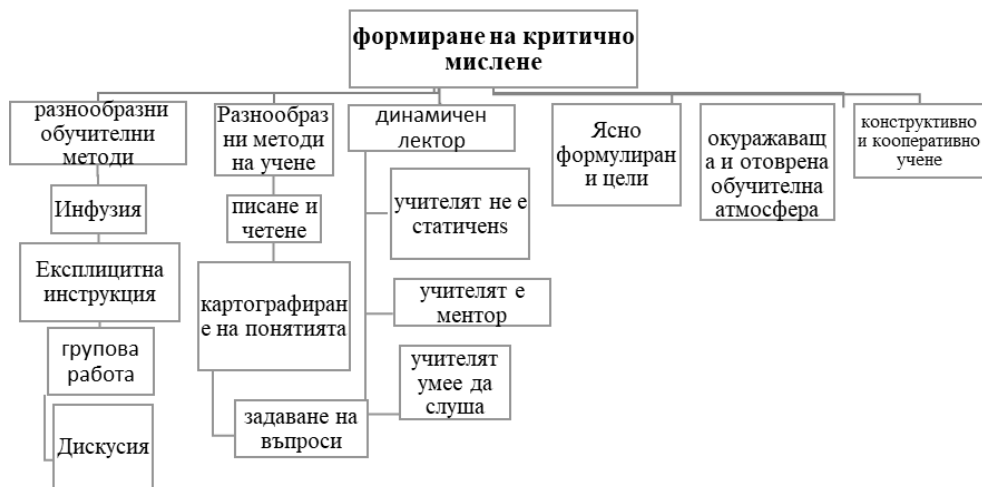 формиране на критично
мислене
разнообразни
обучителни
методи
Инфузия
Експлицитна
инструкция
групова
работа
Дискусия
Разнообраз
ни методи
на учене
писане и
четене
картографиран
е на понятията
задаване на
въпроси
динамичен
лектор
учителят не е
статиченs
учителят е
ментор
учителят
умее да
слуша
Ясно
формулиран
и цели
окуражаващ
а и отоврена
обучителна
атмосфера
конструктивно
и кооперативно
учене